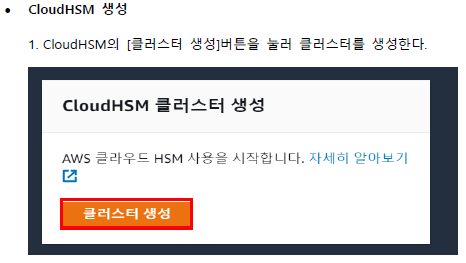 • CloudHSM 생성
1. CloudHSM의 [클러스터 생성]버튼을 눌러 클러스터를 생성한다.
CloudHSM 클러스터 생성
AWS 클라우드 HSM 사용을 시작합니다. 자세히 알아보기
클러스터 생성